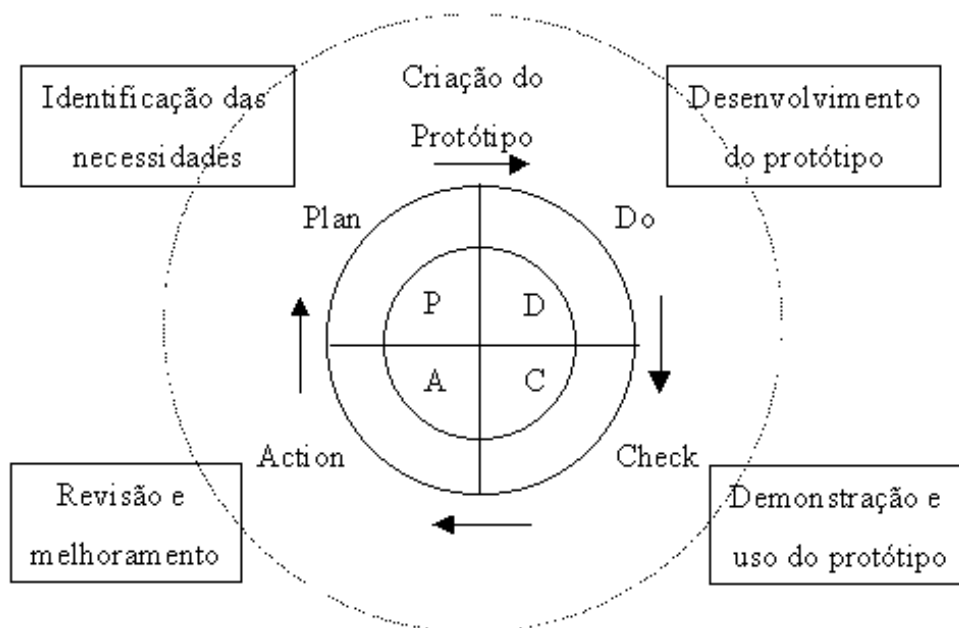 Identificação das
necessidades
Criação do
Protótipo
Desenvolvimento
do protótipo
Plan
Do
P
D
A
C
Action
Check
Revisão e
melhoramento
Demonstração e
uso do protótipo